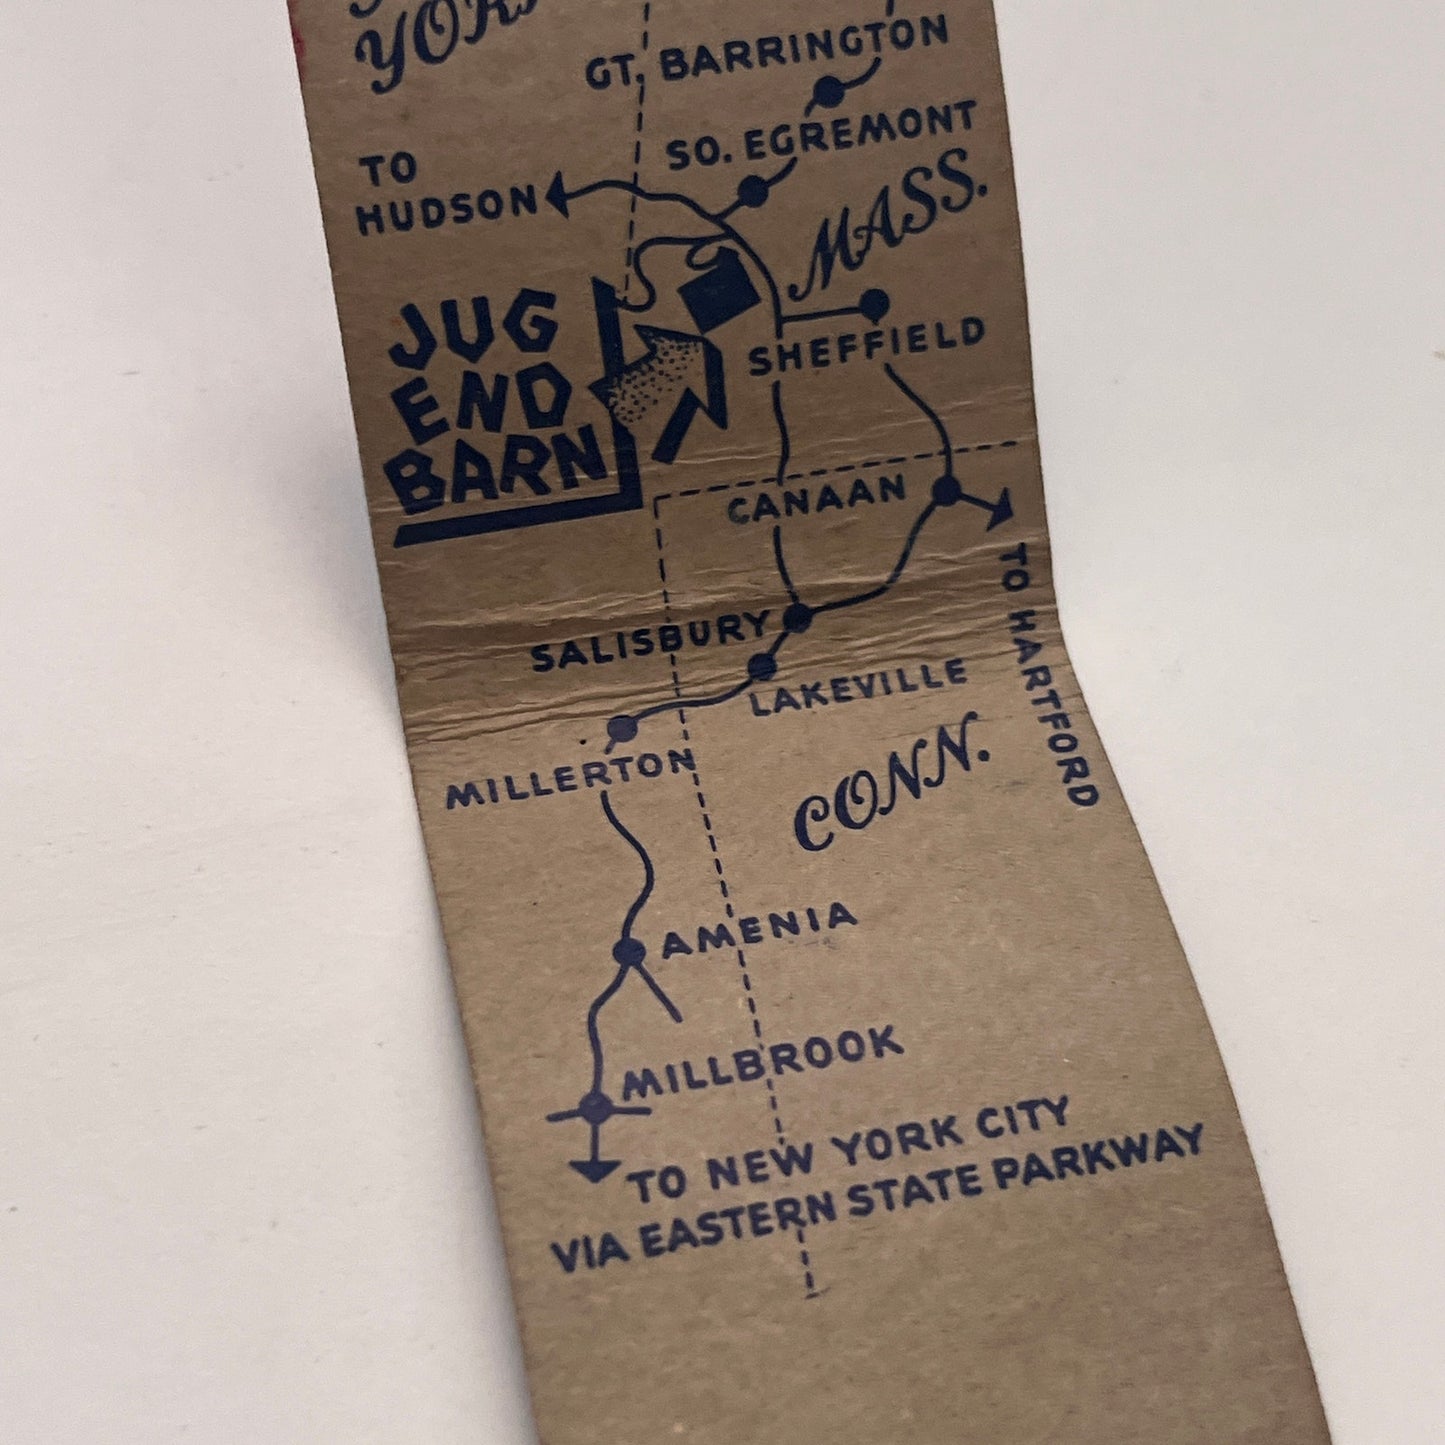 YORK
GT. BARRINGTON
SO. EGREMONT
TO
HUDSON
MASS.
JUG
END
BARN
SHEFFIELD
CANAAN
TO HARTFORD
SALISBURY
LAKEVILLE
MILLERTON
CONN.
AMENIA
MILLBROOK
TO NEW YORK CITY
VIA EASTERN STATE PARKWAY